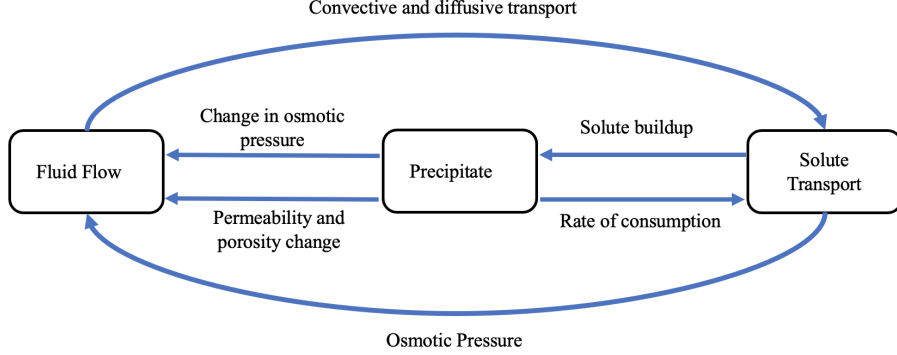 Convective and diffusive transport
Change in osmotic
pressure
Solute buildup
Fluid Flow
Precipitate
Solute
Transport
Permeability and
porosity change
Rate of consumption
Osmotic Pressure